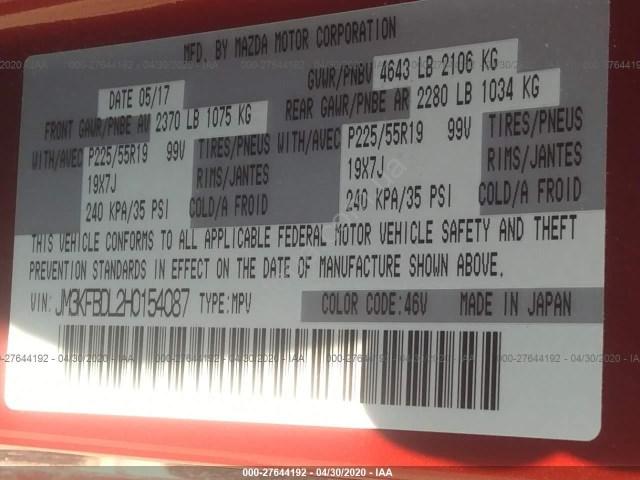 MFD. BY MAZDA MOTOR CORPORATION
DATE 05/17 GVWR/PNBV 4643 LB 2106 KG
FRONT GAWR/PNBE AV 2370 LB 1075 KG REAR GAWR/PNBE AR 2280 LB 1034 KG
WITH/AVEC P225/55R19 99V TIRES/PNEUS WITH/AVEC P225/55R19 99V TIRES/PNEUS
19X7J RIMS/JANTES 19X7J RIMS/JANTES
240 KPA/35 PSI COLD/A FROID 240 KPA/35 PSI COLD/A FROID
THIS VEHICLE CONFORMS TO ALL APPLICABLE FEDERAL MOTOR VEHICLE SAFETY AND THEFT
PREVENTION STANDARDS IN EFFECT ON THE DATE OF MANUFACTURE SHOWN ABOVE.
VIN: JM3KFBDL2H0154087 TYPE:MPV COLOR CODE:46V MADE IN JAPAN
000-27644192 - 04/30/2020 - IAA